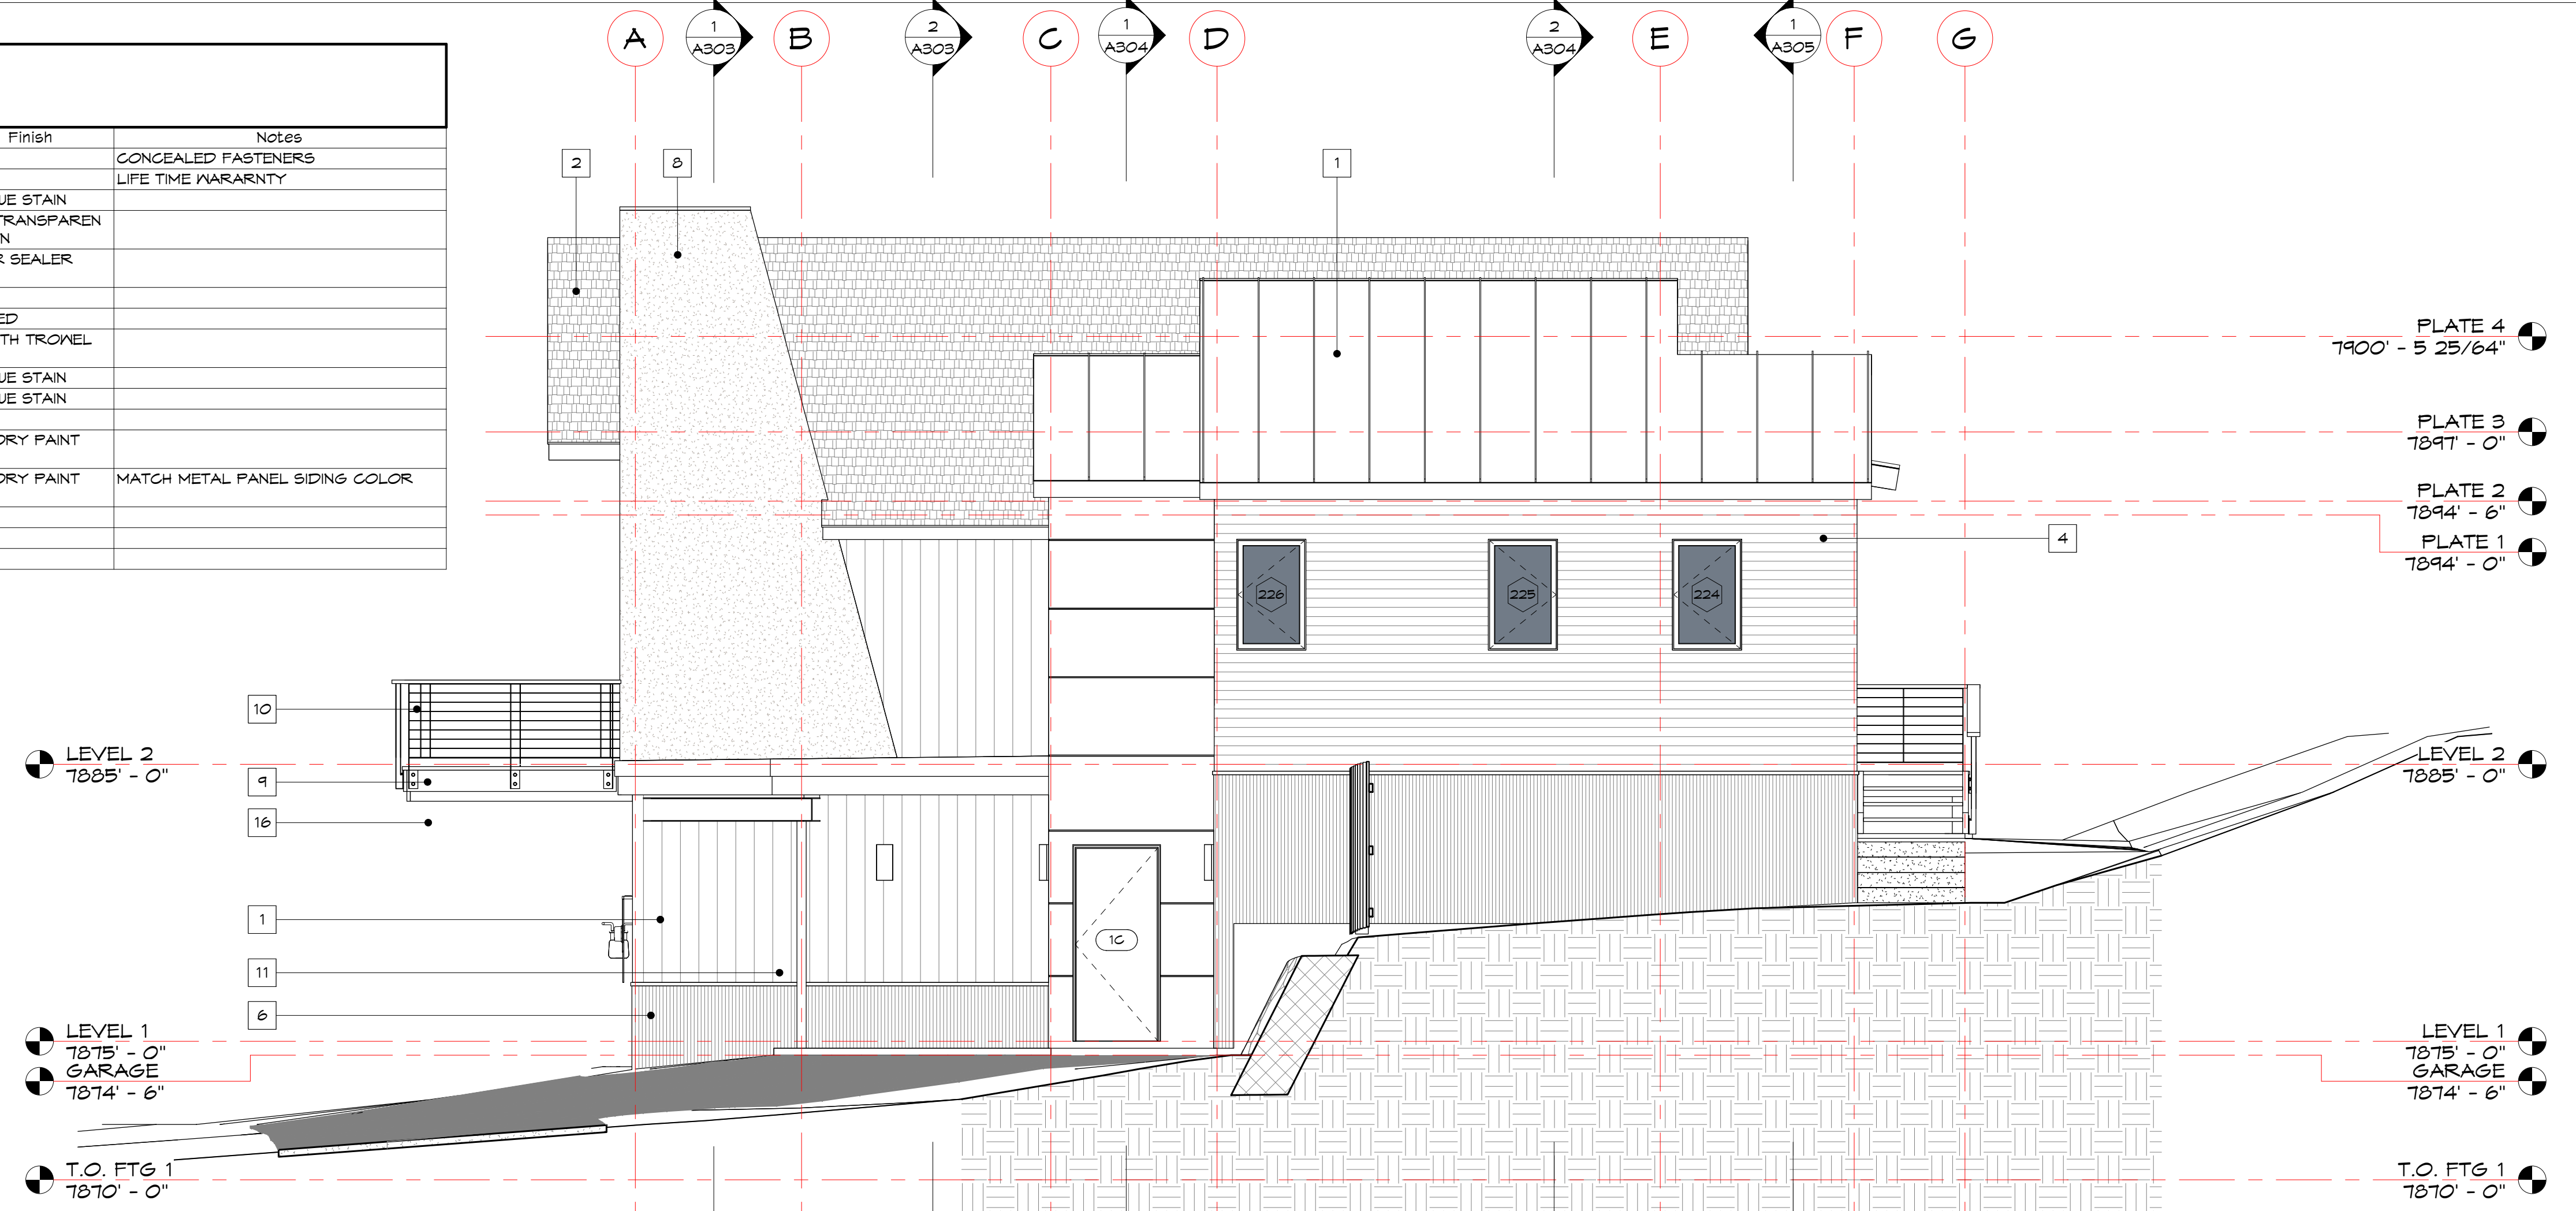 A
1
A303
B
2
A303
C
1
A304
D
2
A304
E
1
A305
F
G
Finish
Notes
CONCEALED FASTENERS
LIFE TIME WARARNTY
UE STAIN
TRANSPAREN
N
R SEALER
ED
TH TROWEL
UE STAIN
UE STAIN
ORY PAINT
ORY PAINT
MATCH METAL PANEL SIDING COLOR
2
8
1
PLATE 4
7900' - 5 25/64"
PLATE 3
7897' - 0"
PLATE 2
7894' - 6"
PLATE 1
7894' - 0"
4
226
225
224
10
9
16
1
11
6
1C
LEVEL 2
7885' - 0"
LEVEL 2
7885' - 0"
LEVEL 1
7875' - 0"
GARAGE
7874' - 6"
LEVEL 1
7875' - 0"
GARAGE
7874' - 6"
T.O. FTG 1
7870' - 0"
T.O. FTG 1
7870' - 0"